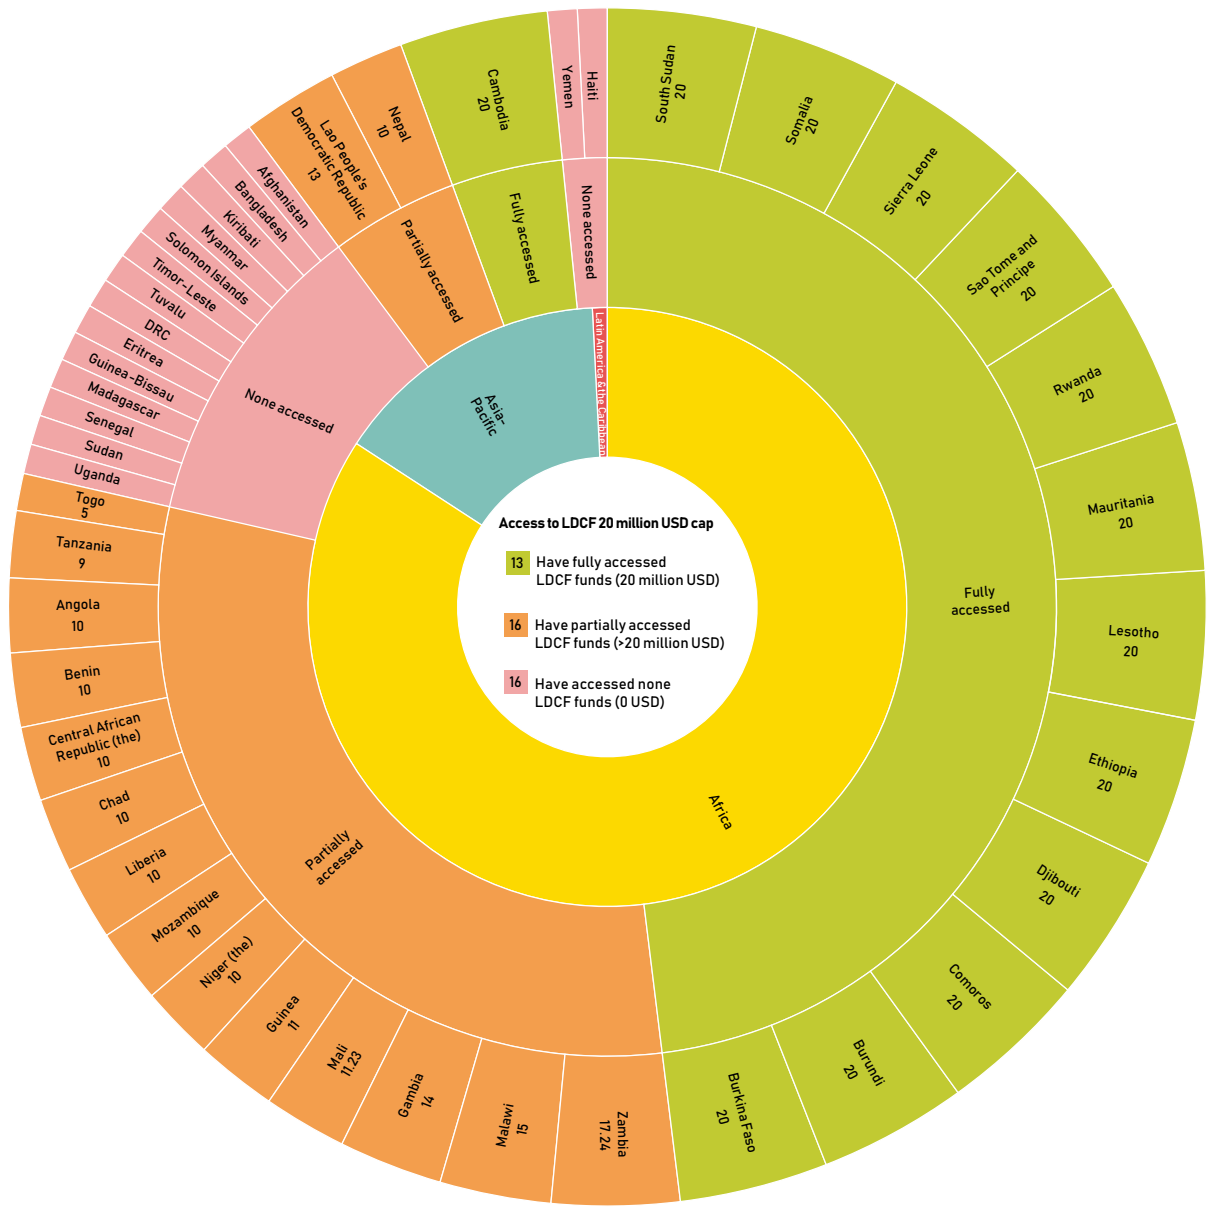 Access to LDCF 20 million USD cap
13
Have fully accessed
LDCF funds (20 million USD)
16
Have partially accessed
LDCF funds (>20 million USD)
16
Have accessed none
LDCF funds (0 USD)
Africa
Asia-
Pacific
Latin America & the Caribbean
Fully
accessed
Partially
accessed
None accessed
Partially accessed
Fully accessed
None accessed
South Sudan
20
Somalia
20
Sierra Leone
20
Sao Tome and
Principe
20
Rwanda
20
Mauritania
20
Lesotho
20
Ethiopia
20
Djibouti
20
Comoros
20
Burundi
20
Burkina Faso
20
Zambia
17.24
Malawi
15
Gambia
14
Mali
11.23
Guinea
11
Niger (the)
10
Mozambique
10
Liberia
10
Chad
10
Central African
Republic (the)
10
Benin
10
Angola
10
Tanzania
9
Togo
5
Uganda
Sudan
Senegal
Madagascar
Guinea-Bissau
Eritrea
DRC
Tuvalu
Timor-Leste
Solomon Islands
Myanmar
Kiribati
Bangladesh
Afghanistan
Lao People's
Democratic Republic
13
Nepal
10
Cambodia
20
Yemen
Haiti